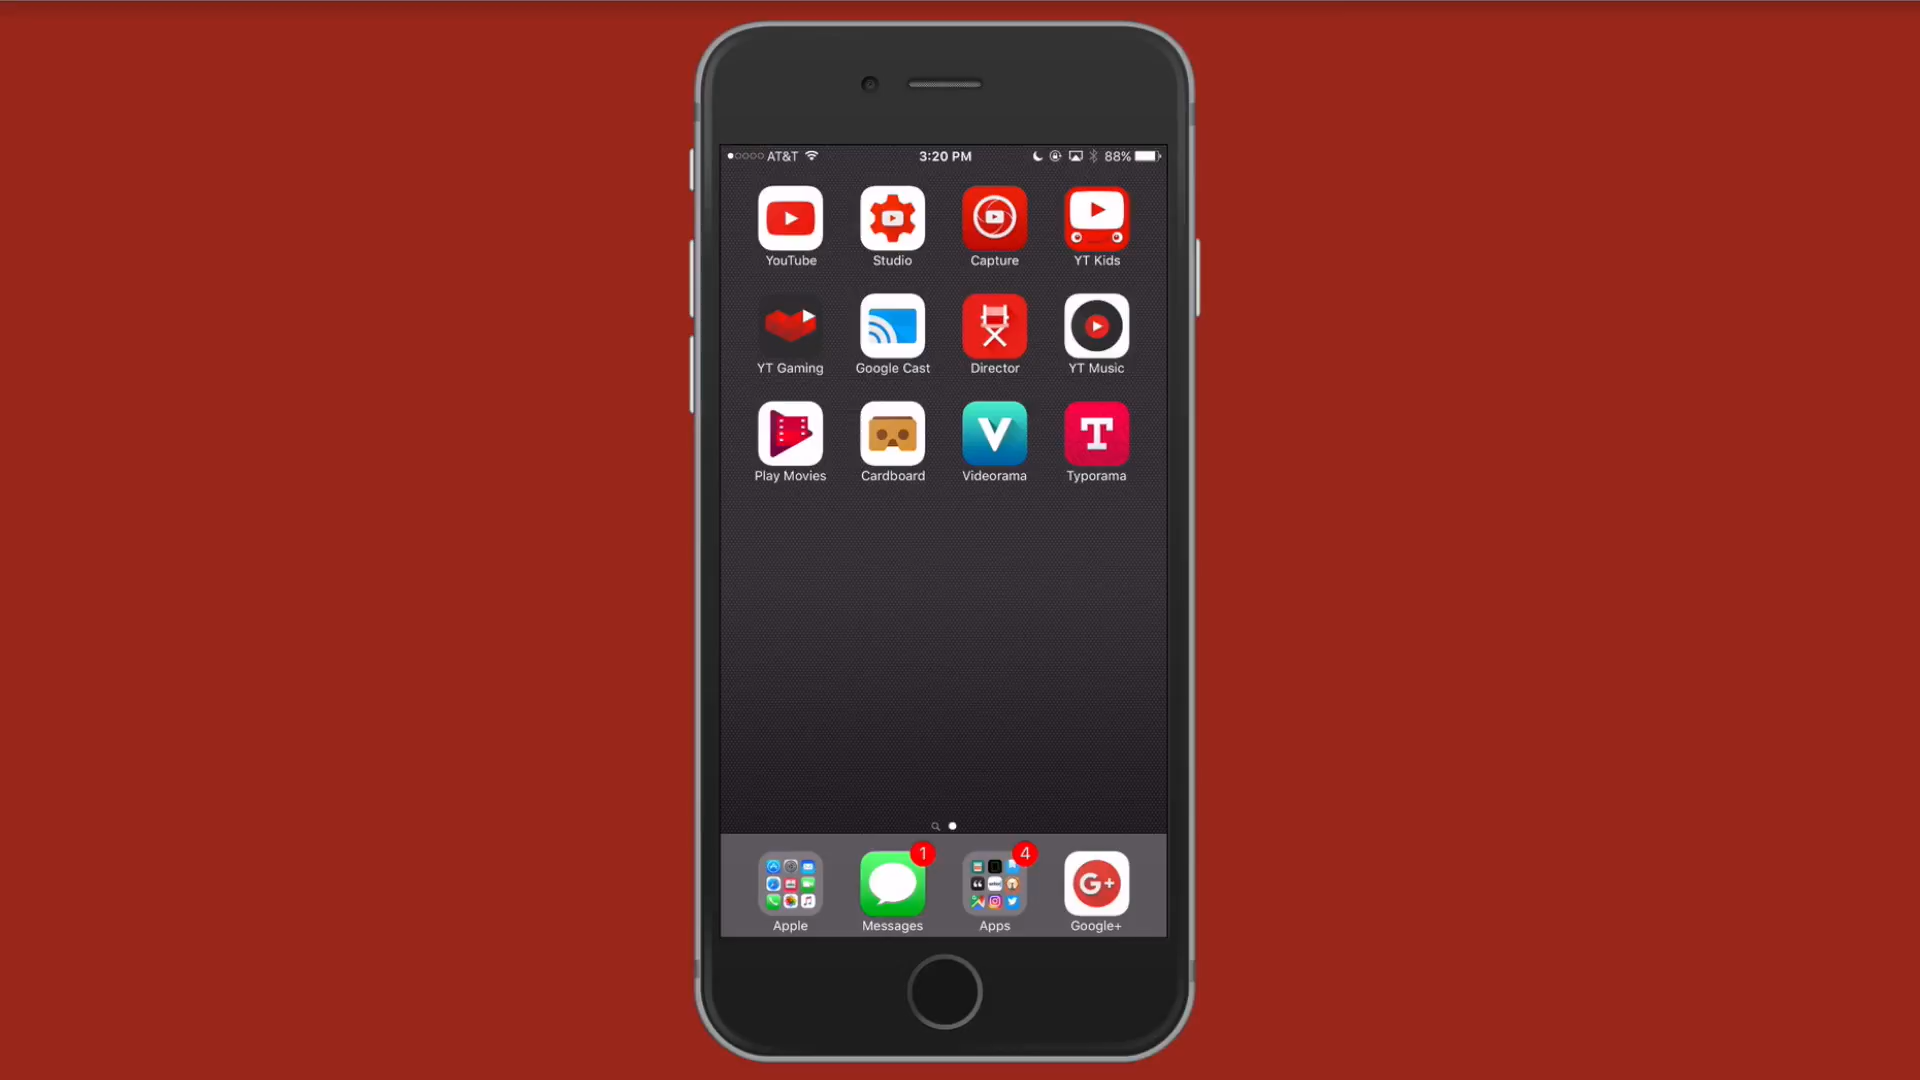 AT&T 3:20 PM 88%
YouTube Studio Capture YT Kids
YT Gaming Google Cast Director YT Music
Play Movies Cardboard V Videorama T Typorama
1 4
G+
Apple Messages Apps Google+